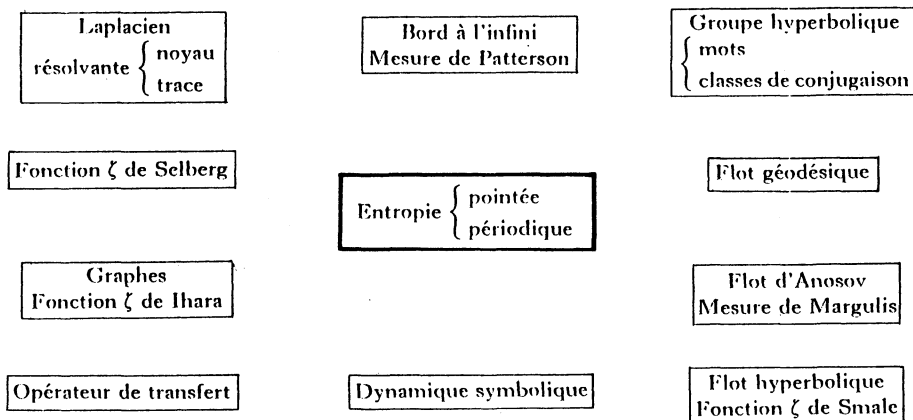 Laplacien
résolvante { noyau
trace
Bord à l'infini
Mesure de Patterson
Groupe hyperbolique
{ mots
classes de conjugaison
Fonction ζ de Selberg
Entropie { pointée
périodique
Flot géodésique
Graphes
Fonction ζ de Ihara
Flot d'Anosov
Mesure de Margulis
Opérateur de transfert
Dynamique symbolique
Flot hyperbolique
Fonction ζ de Smale